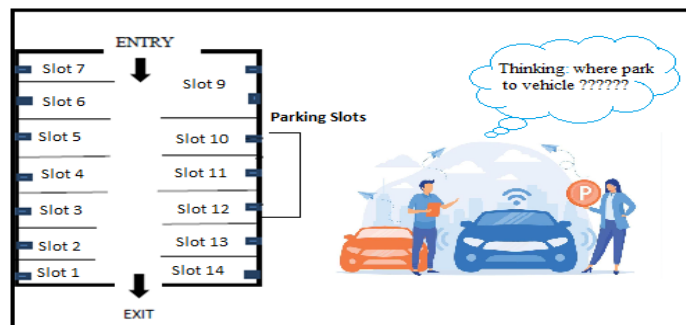 ENTRY
Slot 7
Slot 6
Slot 5
Slot 4
Slot 3
Slot 2
Slot 1
Slot 9
Slot 10
Slot 11
Slot 12
Slot 13
Slot 14
EXIT
Parking Slots
Thinking: where park
to vehicle ??????
P